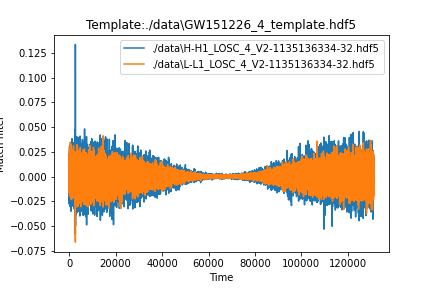 Template:./data\GW151226_4_template.hdf5
./data\H-H1_LOSC_4_V2-1135136334-32.hdf5
./data\L-L1_LOSC_4_V2-1135136334-32.hdf5
0.125
0.100
0.075
0.050
0.025
0.000
−0.025
−0.050
−0.075
Match filter
0 20000 40000 60000 80000 100000 120000
Time